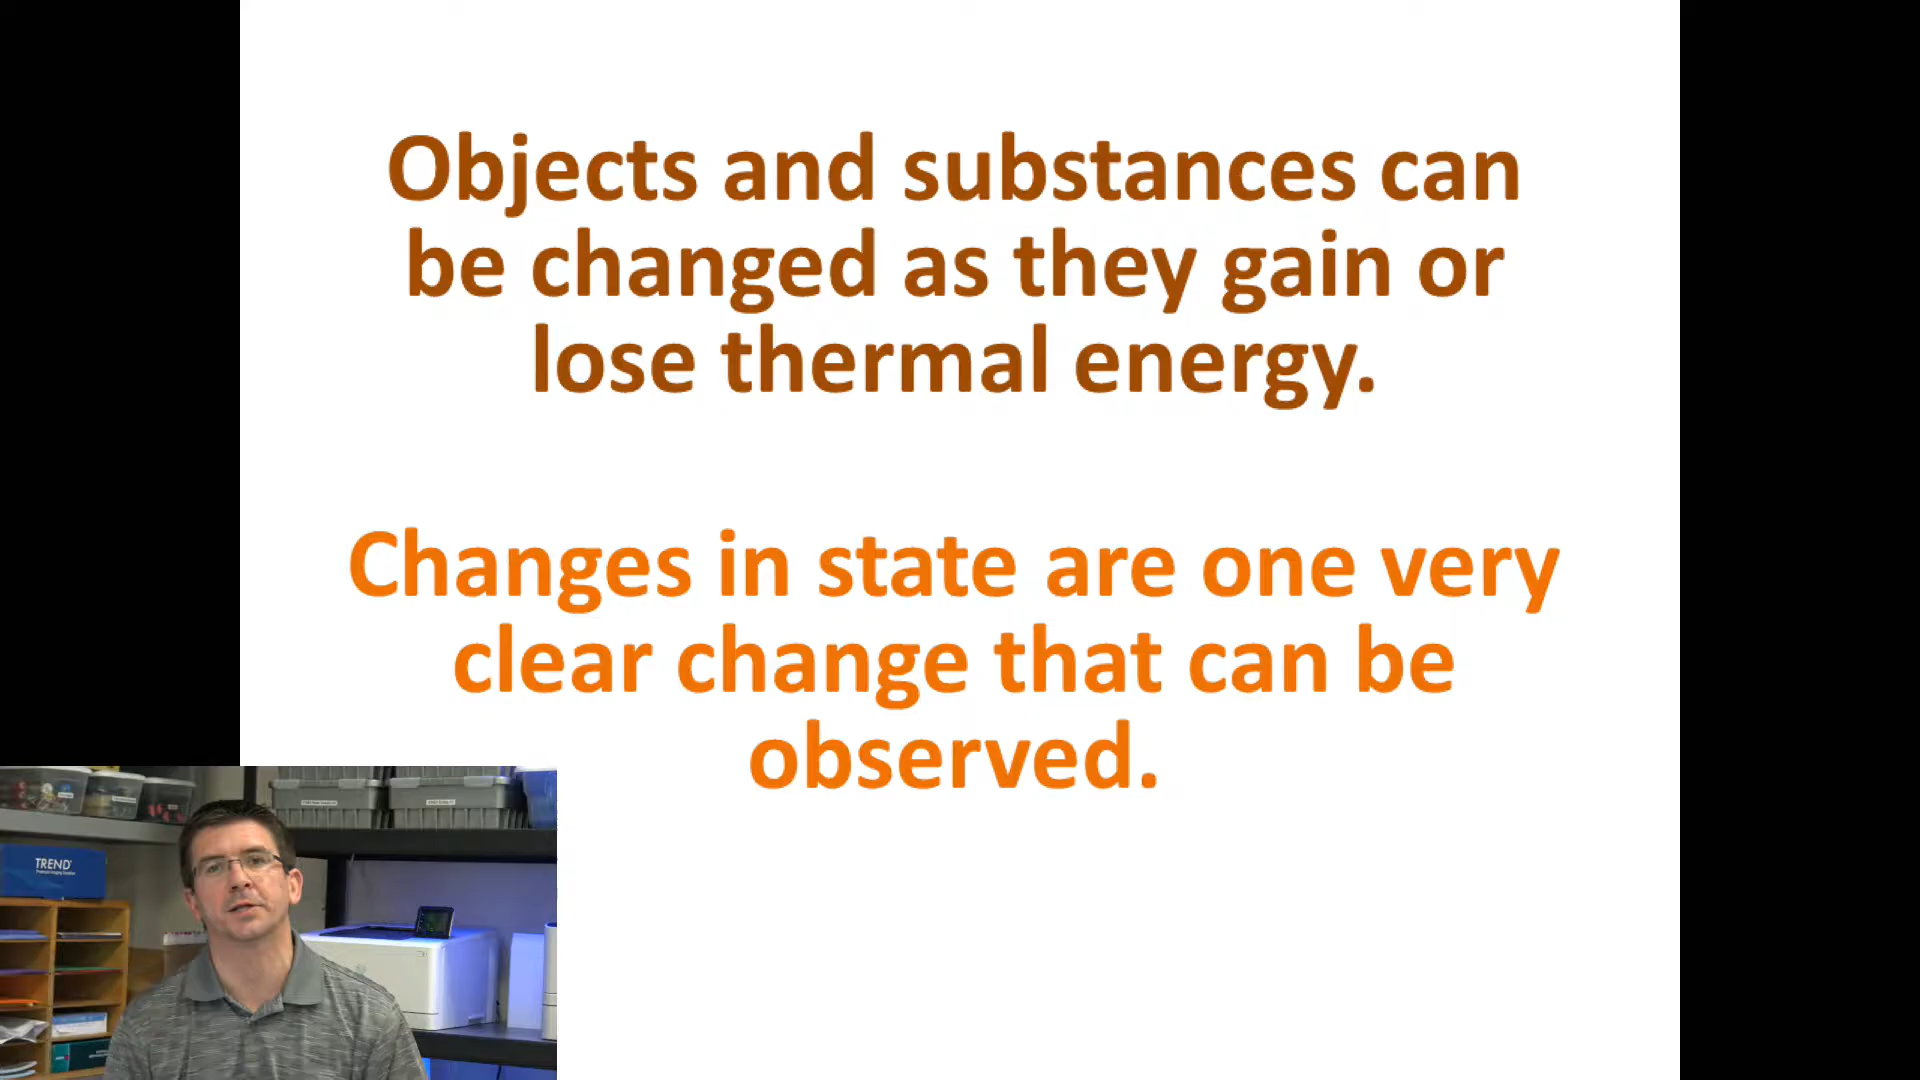 Objects and substances can
be changed as they gain or
lose thermal energy.
Changes in state are one very
clear change that can be
observed.
TREND